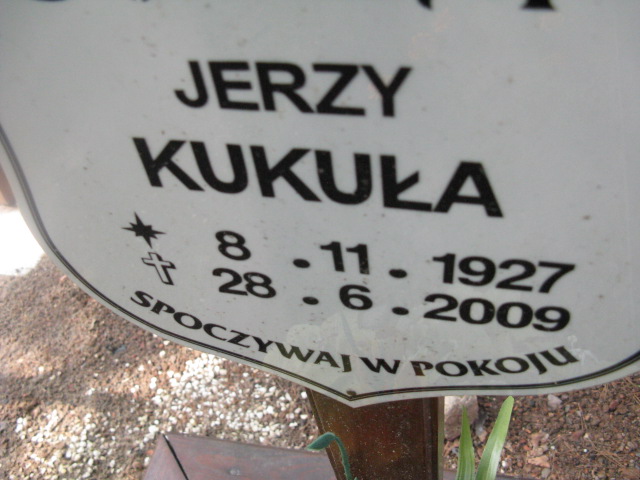 JERZY
KUKUŁA
8 . 11 . 1927
28 . 6 . 2009
SPOCZYWAJ W POKOJU